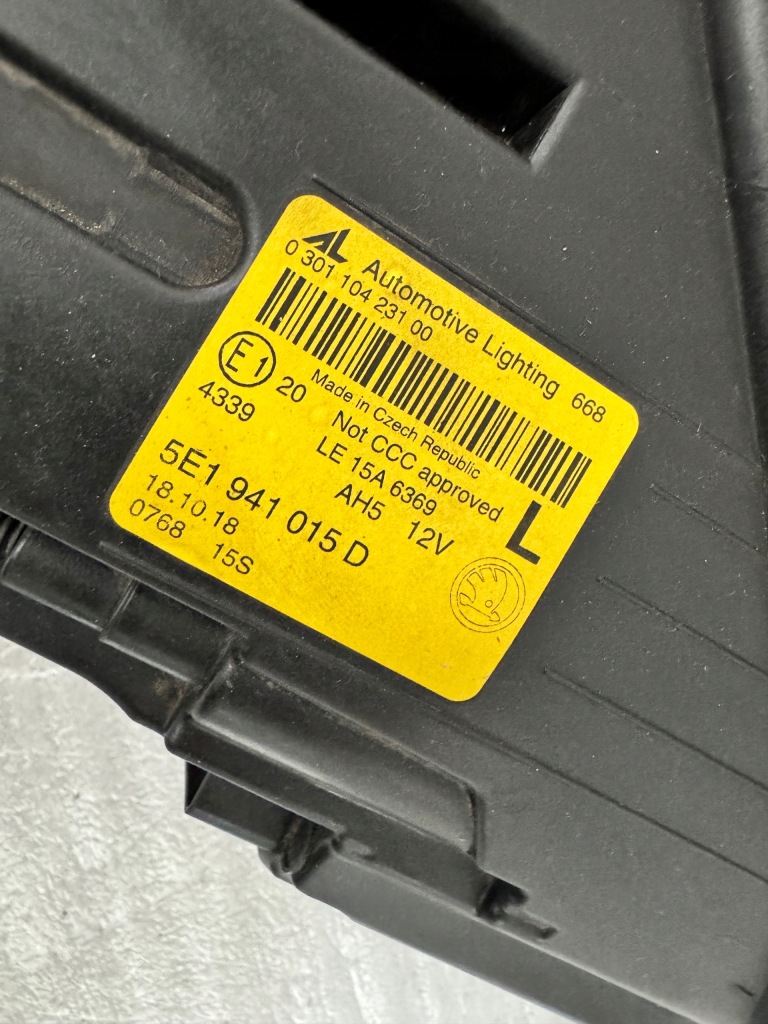 AL Automotive Lighting 668
0 301 104 231 00
Made in Czech Republic
E1 20
Not CCC approved
4339
LE 15A 6369
AH5 12V
L
5E1 941 015 D
18.10.18
0768 15S